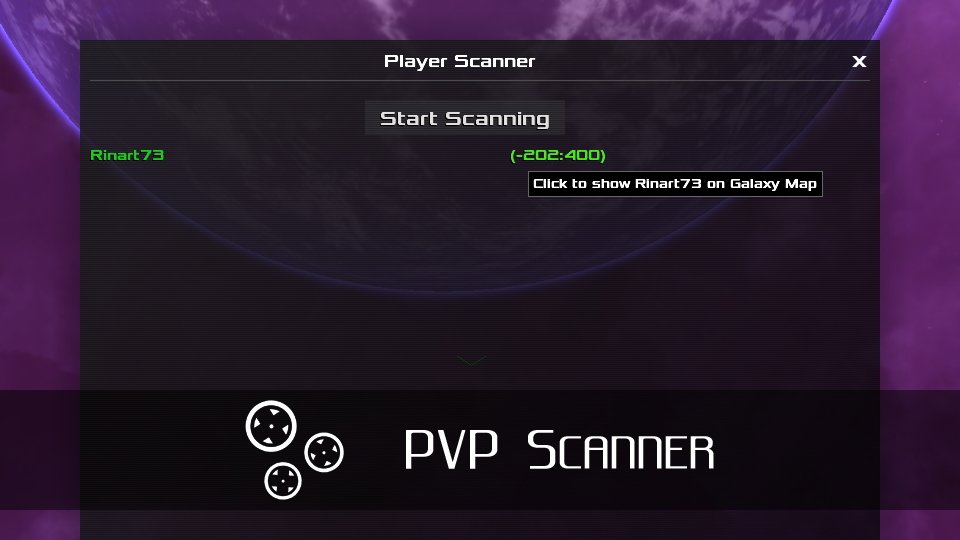 Player Scanner X
Start Scanning
Rinart73 (-202:400)
Click to show Rinart73 on Galaxy Map
PVP Scanner